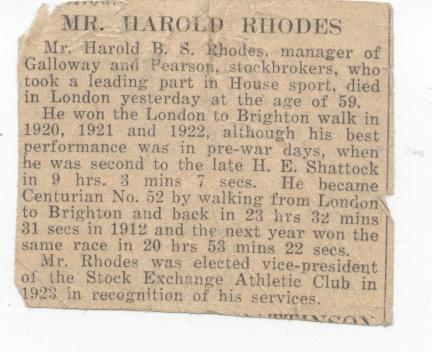 MR. HAROLD RHODES
Mr. Harold B. S. Rhodes, manager of
Galloway and Pearson, stockbrokers, who
took a leading part in House sport, died
in London yesterday at the age of 59.
He won the London to Brighton walk in
1920, 1921 and 1922, although his best
performance was in pre-war days, when
he was second to the late H. E. Shattock
in 9 hrs. 3 mins 7 secs. He became
Centurian No. 52 by walking from London
to Brighton and back in 23 hrs 32 mins
31 secs in 1912 and the next year won the
same race in 20 hrs 53 mins 22 secs.
Mr. Rhodes was elected vice-president
of the Stock Exchange Athletic Club in
1923 in recognition of his services.